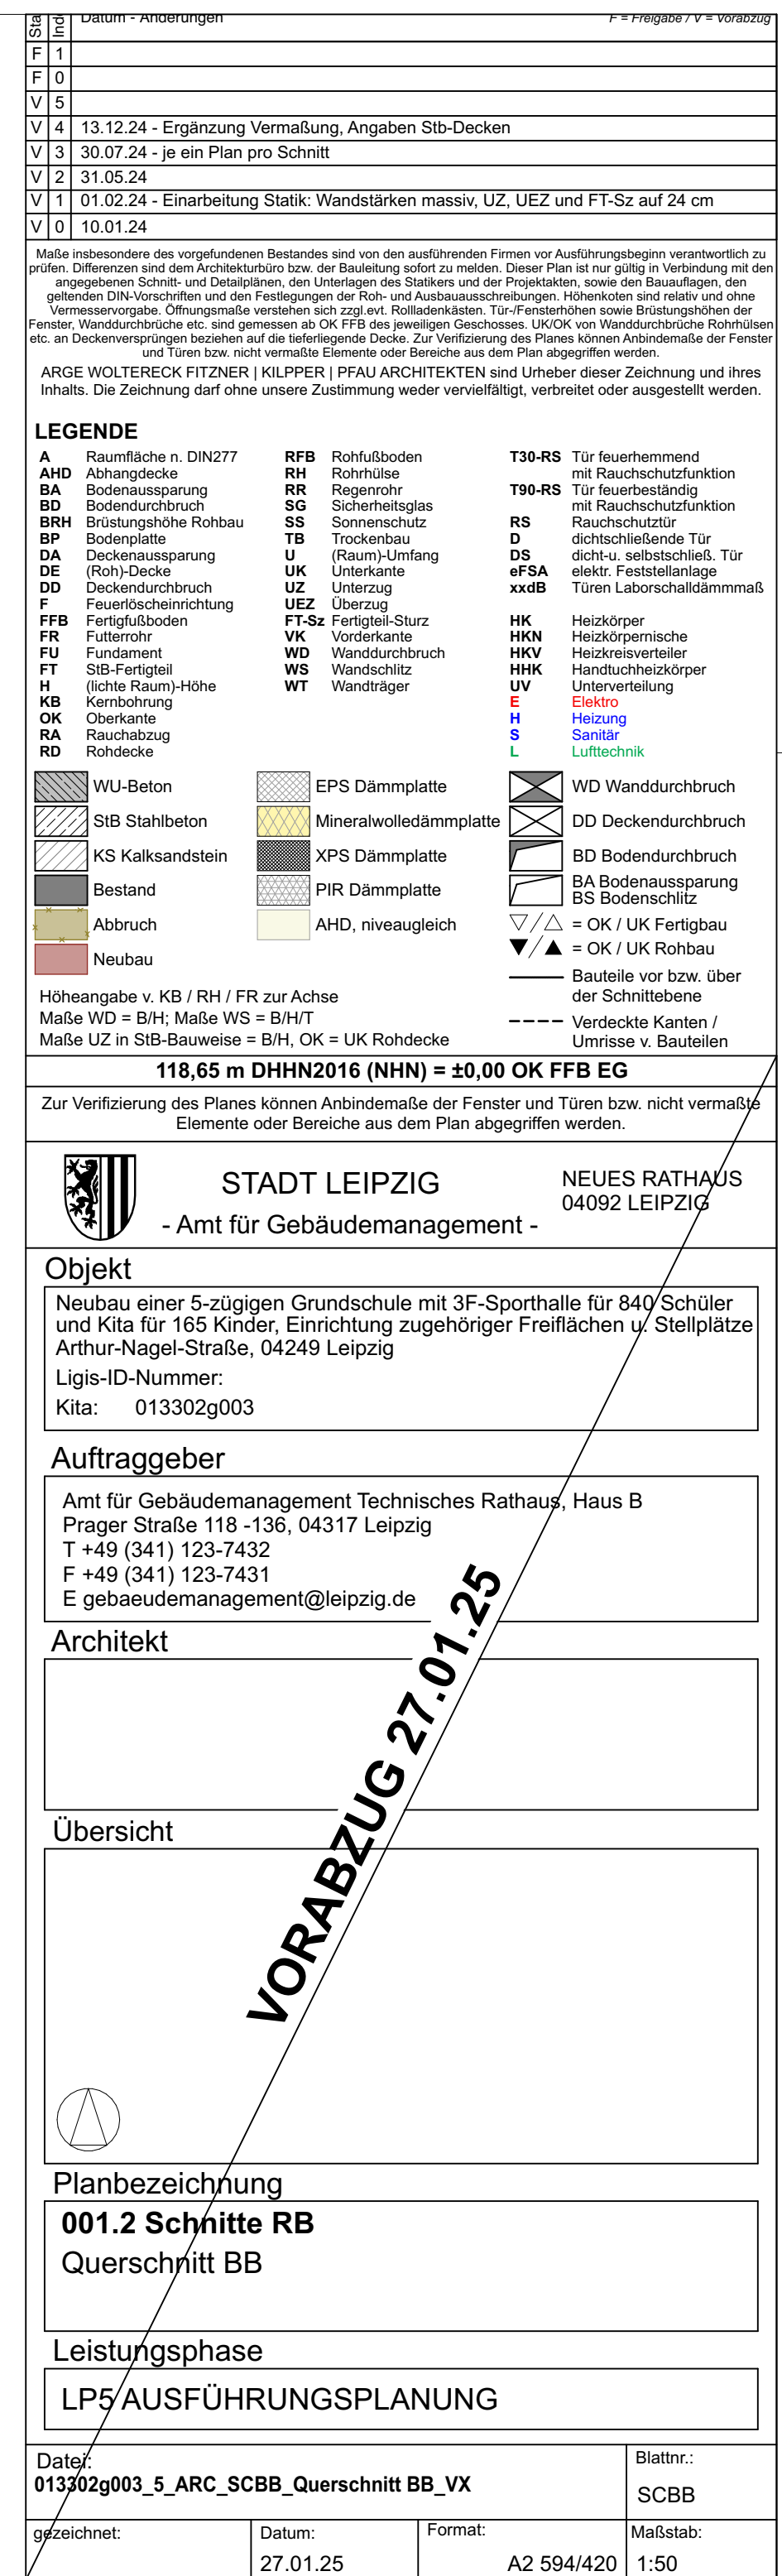 Sta
Ind
Datum - Änderungen F = Freigabe / V = Vorabzug
F 1
F 0
V 5
V 4 13.12.24 - Ergänzung Vermaßung, Angaben Stb-Decken
V 3 30.07.24 - je ein Plan pro Schnitt
V 2 31.05.24
V 1 01.02.24 - Einarbeitung Statik: Wandstärken massiv, UZ, UEZ und FT-Sz auf 24 cm
V 0 10.01.24
Maße insbesondere des vorgefundenen Bestandes sind von den ausführenden Firmen vor Ausführungsbeginn verantwortlich zu
prüfen. Differenzen sind dem Architekturbüro bzw. der Bauleitung sofort zu melden. Dieser Plan ist nur gültig in Verbindung mit den
angegebenen Schnitt- und Detailplänen, den Unterlagen des Statikers und der Projektakten, sowie den Bauauflagen, den
geltenden DIN-Vorschriften und den Festlegungen der Roh- und Ausbauausschreibungen. Höhenkoten sind relativ und ohne
Vermesservorgabe. Öffnungsmaße verstehen sich zzgl.evt. Rollladenkästen. Tür-/Fensterhöhen sowie Brüstungshöhen der
Fenster, Wanddurchbrüche etc. sind gemessen ab OK FFB des jeweiligen Geschosses. UK/OK von Wanddurchbrüche Rohrhülsen
etc. an Deckenversprüngen beziehen auf die tieferliegende Decke. Zur Verifizierung des Planes können Anbindemaße der Fenster
und Türen bzw. nicht vermaßte Elemente oder Bereiche aus dem Plan abgegriffen werden.
ARGE WOLTERECK FITZNER | KILPPER | PFAU ARCHITEKTEN sind Urheber dieser Zeichnung und ihres
Inhalts. Die Zeichnung darf ohne unsere Zustimmung weder vervielfältigt, verbreitet oder ausgestellt werden.
LEGENDE
A Raumfläche n. DIN277
AHD Abhangdecke
BA Bodenaussparung
BD Bodendurchbruch
BRH Brüstungshöhe Rohbau
BP Bodenplatte
DA Deckenaussparung
DE (Roh)-Decke
DD Deckendurchbruch
F Feuerlöscheinrichtung
FFB Fertigfußboden
FR Futterrohr
FU Fundament
FT StB-Fertigteil
H (lichte Raum)-Höhe
KB Kernbohrung
OK Oberkante
RA Rauchabzug
RD Rohdecke
RFB Rohfußboden
RH Rohrhülse
RR Regenrohr
SG Sicherheitsglas
SS Sonnenschutz
TB Trockenbau
U (Raum)-Umfang
UK Unterkante
UZ Unterzug
UEZ Überzug
FT-Sz Fertigteil-Sturz
VK Vorderkante
WD Wanddurchbruch
WS Wandschlitz
WT Wandträger
T30-RS Tür feuerhemmend
mit Rauchschutzfunktion
T90-RS Tür feuerbeständig
mit Rauchschutzfunktion
RS Rauchschutztür
D dichtschließende Tür
DS dicht-u. selbstschließ. Tür
eFSA elektr. Feststellanlage
xxdB Türen Laborschalldämmmaß
HK Heizkörper
HKN Heizkörpernische
HKV Heizkreisverteiler
HHK Handtuchheizkörper
UV Unterverteilung
E Elektro
H Heizung
S Sanitär
L Lufttechnik
WU-Beton
StB Stahlbeton
KS Kalksandstein
Bestand
Abbruch
Neubau
EPS Dämmplatte
Mineralwolledämmplatte
XPS Dämmplatte
PIR Dämmplatte
AHD, niveaugleich
WD Wanddurchbruch
DD Deckendurchbruch
BD Bodendurchbruch
BA Bodenaussparung
BS Bodenschlitz
= OK / UK Fertigbau
= OK / UK Rohbau
Bauteile vor bzw. über
der Schnittebene
Verdeckte Kanten /
Umrisse v. Bauteilen
Höheangabe v. KB / RH / FR zur Achse
Maße WD = B/H; Maße WS = B/H/T
Maße UZ in StB-Bauweise = B/H, OK = UK Rohdecke
118,65 m DHHN2016 (NHN) = ±0,00 OK FFB EG
Zur Verifizierung des Planes können Anbindemaße der Fenster und Türen bzw. nicht vermaßte
Elemente oder Bereiche aus dem Plan abgegriffen werden.
STADT LEIPZIG
- Amt für Gebäudemanagement -
NEUES RATHAUS
04092 LEIPZIG
Objekt
Neubau einer 5-zügigen Grundschule mit 3F-Sporthalle für 840 Schüler
und Kita für 165 Kinder, Einrichtung zugehöriger Freiflächen u. Stellplätze
Arthur-Nagel-Straße, 04249 Leipzig
Ligis-ID-Nummer:
Kita: 013302g003
Auftraggeber
Amt für Gebäudemanagement Technisches Rathaus, Haus B
Prager Straße 118 -136, 04317 Leipzig
T +49 (341) 123-7432
F +49 (341) 123-7431
E gebaeudemanagement@leipzig.de
Architekt
VORABZUG 27.01.25
Übersicht
Planbezeichnung
001.2 Schnitte RB
Querschnitt BB
Leistungsphase
LP5 AUSFÜHRUNGSPLANUNG
Datei:
013302g003_5_ARC_SCBB_Querschnitt BB_VX
Blattnr.:
SCBB
gezeichnet:
Datum:
27.01.25
Format:
A2 594/420
Maßstab:
1:50